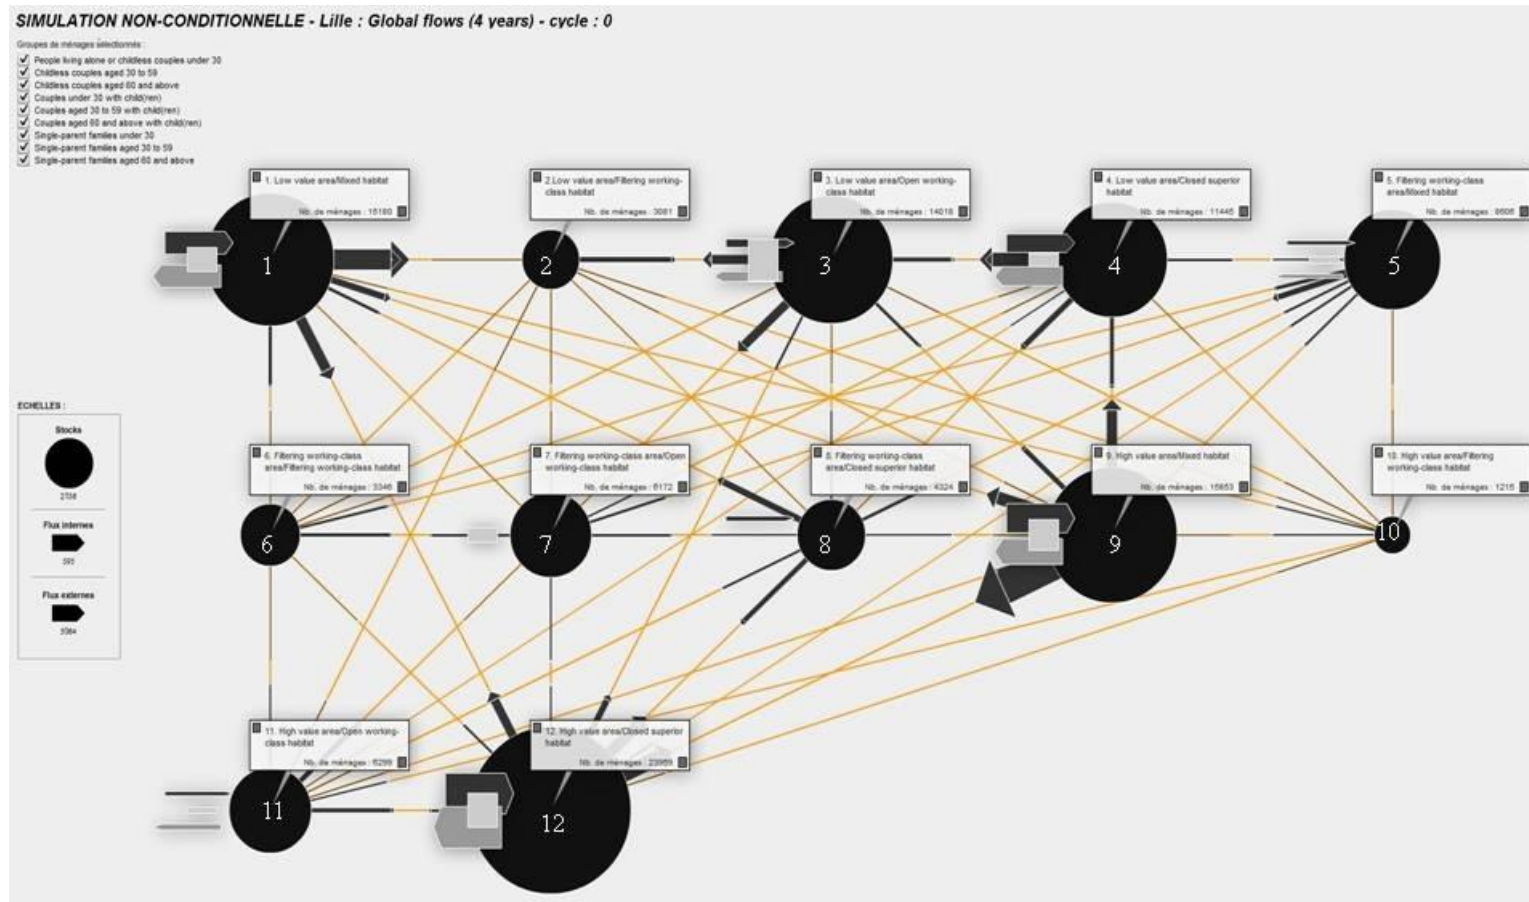 SIMULATION NON-CONDITIONNELLE - Lille : Global flows (4 years) - cycle : 0
Groupes de ménages sélectionnés :
People living alone or childless couples under 30
Childless couples aged 30 to 59
Childless couples aged 60 and above
Couples under 30 with child(ren)
Couples aged 30 to 59 with child(ren)
Couples aged 60 and above with child(ren)
Single-parent families under 30
Single-parent families aged 30 to 59
Single-parent families aged 60 and above
1. Low value area/Mixed habitat
Nb. de ménages : 15180
2.Low value area/Filtering working-
class habitat
Nb. de ménages : 3081
3. Low value area/Open working-
class habitat
Nb. de ménages : 14018
4. Low value area/Closed superior
habitat
Nb. de ménages : 11445
5. Filtering working-class
area/Mixed habitat
Nb. de ménages :
1
2
3
4
5
ECHELLES :
Stocks
Flux internes
Flux externes
6. Filtering working-class
area/Filtering working-class habitat
Nb. de ménages : 3346
7. Filtering working-class area/Open
working-class habitat
Nb. de ménages : 6172
8. Filtering working-class
area/Closed superior habitat
Nb. de ménages : 4324
9. High value area/Mixed habitat
Nb. de ménages :
10. High value area/Filtering
working-class habitat
Nb. de ménages :
6
7
8
9
10
11. High value area/Open working-
class habitat
Nb. de ménages : 6299
12. High value area/Closed superior
habitat
Nb. de ménages :
11
12